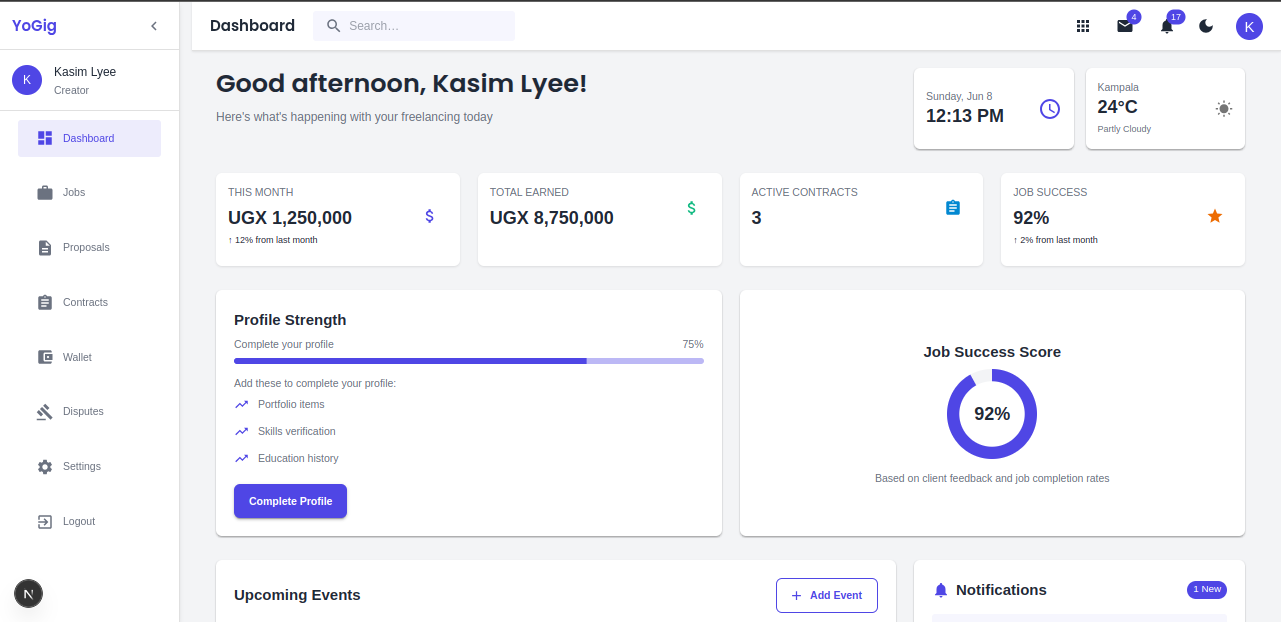 YoGig
Dashboard
Search...
4
17
K
K
Kasim Lyee
Creator
Dashboard
Jobs
Proposals
Contracts
Wallet
Disputes
Settings
Logout
N
Good afternoon, Kasim Lyee!
Here's what's happening with your freelancing today
Sunday, Jun 8
12:13 PM
Kampala
24°C
Partly Cloudy
THIS MONTH
UGX 1,250,000
$
↑ 12% from last month
TOTAL EARNED
UGX 8,750,000
$
ACTIVE CONTRACTS
3
JOB SUCCESS
92%
↑ 2% from last month
Profile Strength
Complete your profile
75%
Add these to complete your profile:
Portfolio items
Skills verification
Education history
Complete Profile
Job Success Score
92%
Based on client feedback and job completion rates
Upcoming Events
+ Add Event
Notifications
1 New